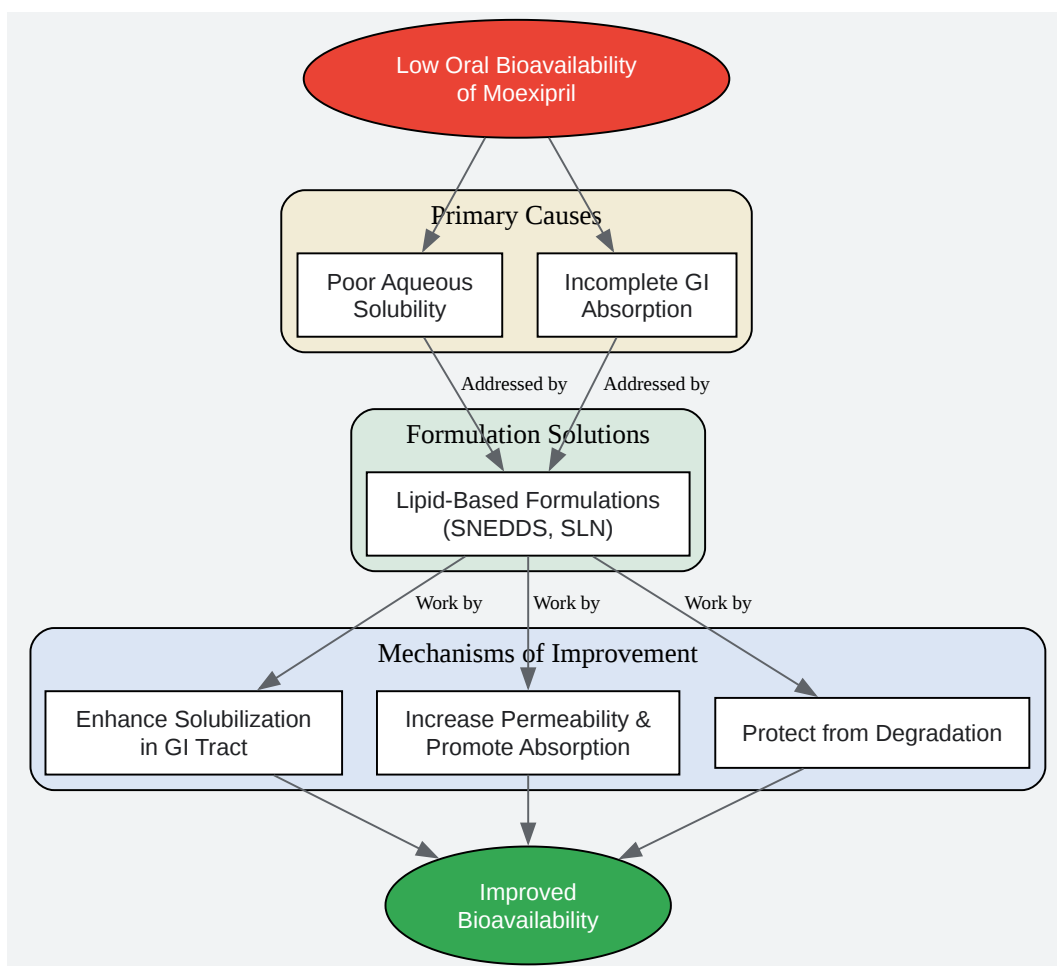 Low Oral Bioavailability
of Moexipril
Primary Causes
Poor Aqueous
Solubility
Incomplete GI
Absorption
Addressed by
Addressed by
Formulation Solutions
Lipid-Based Formulations
(SNEDDS, SLN)
Work by
Work by
Work by
Mechanisms of Improvement
Enhance Solubilization
in GI Tract
Increase Permeability &
Promote Absorption
Protect from Degradation
Improved
Bioavailability